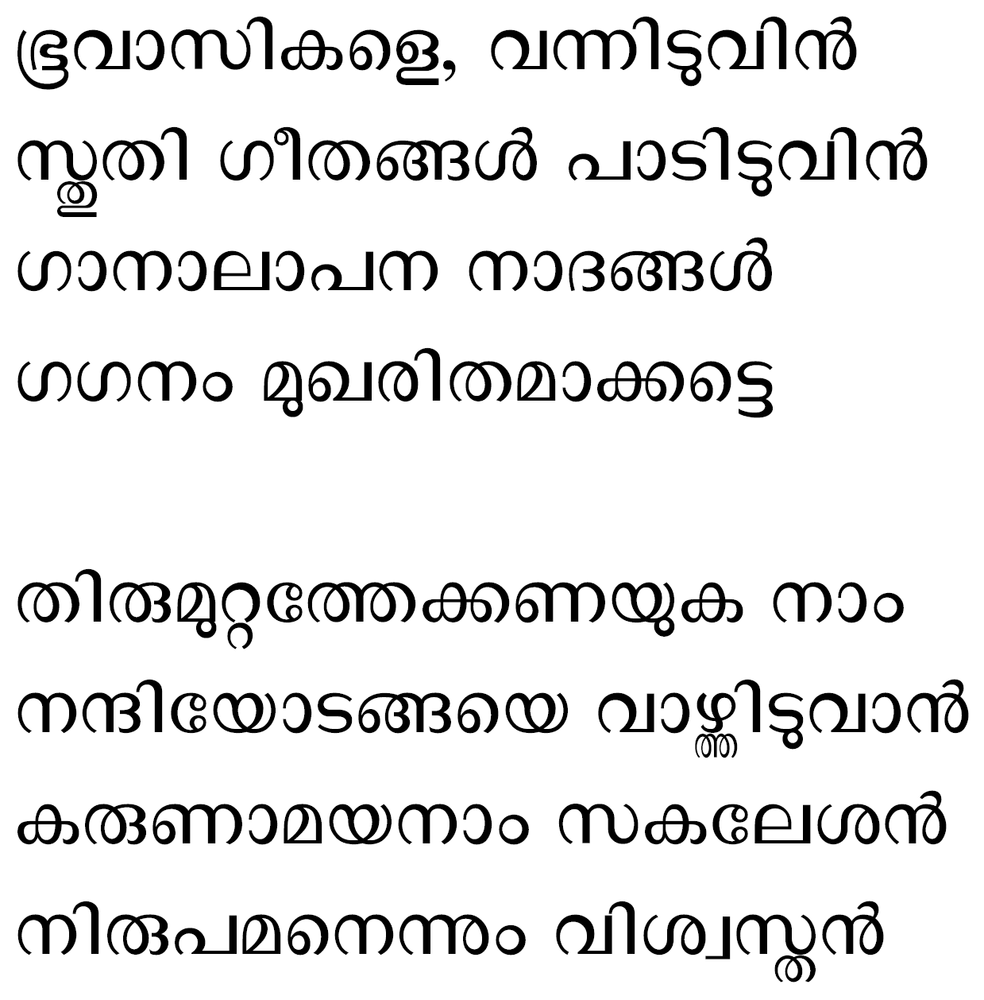 ഭൂവാസികളെ, വന്നിടുവിൻ
സ്തുതി ഗീതങ്ങൾ പാടിടുവിൻ
ഗാനാലാപന നാദങ്ങൾ
ഗഗനം മുഖരിതമാക്കട്ടെ
തിരുമുറ്റത്തേക്കണയുക നാം
നന്ദിയോടങ്ങയെ വാഴ്ത്തിടുവാൻ
കരുണാമയനാം സകലേശൻ
നിരുപമനെന്നും വിശ്വസ്തൻ